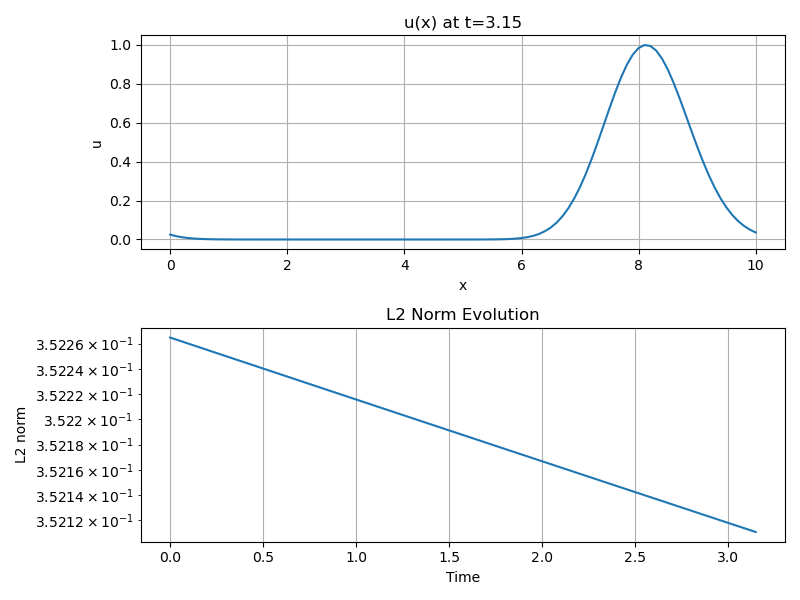 u(x) at t=3.15
1.0
0.8
0.6
0.4
0.2
0.0
u
0 2 4 6 8 10
x
L2 Norm Evolution
3.5226 × 10⁻¹
3.5224 × 10⁻¹
3.5222 × 10⁻¹
3.522 × 10⁻¹
3.5218 × 10⁻¹
3.5216 × 10⁻¹
3.5214 × 10⁻¹
3.5212 × 10⁻¹
L2 norm
0.0 0.5 1.0 1.5 2.0 2.5 3.0
Time